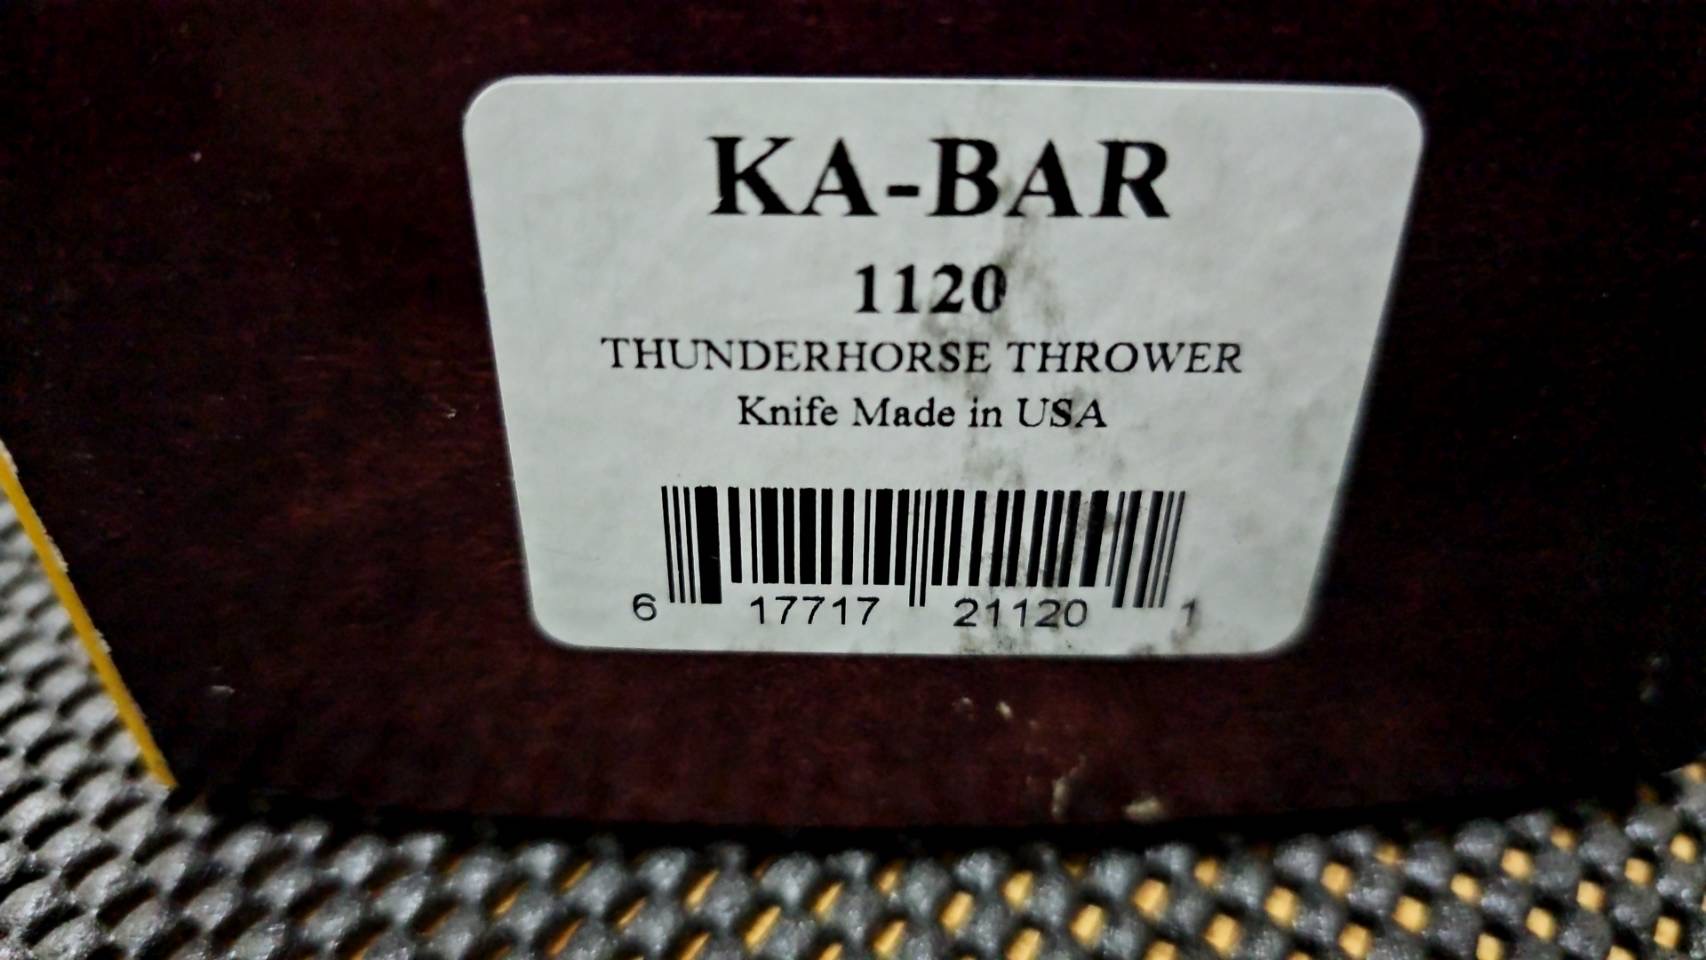 KA-BAR
1120
THUNDERHORSE THROWER
Knife Made in USA
6 17717 21120 1